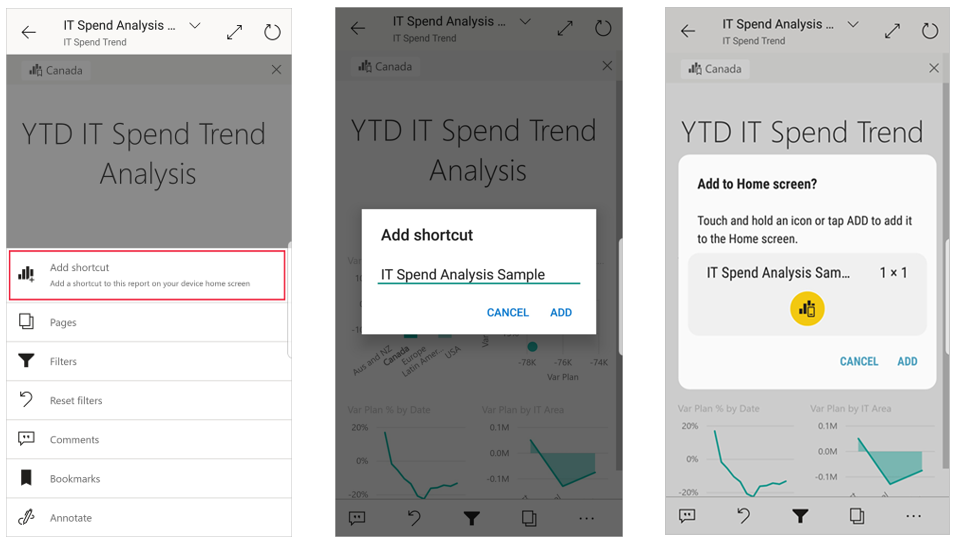 IT Spend Analysis ...
IT Spend Trend
Canada
YTD IT Spend Trend
Analysis
Add shortcut
Add a shortcut to this report on your device home screen
Pages
Filters
Reset filters
Comments
Bookmarks
Annotate
IT Spend Analysis ...
IT Spend Trend
Canada
YTD IT Spend Trend
Analysis
Add shortcut
IT Spend Analysis Sample
CANCEL ADD
Aus and NZ
Canada
Europe
Latin Amer...
USA
-78K -76K -74K
Var Plan
Var Plan % by Date
Var Plan by IT Area
20%
0%
-20%
0.1M
0.0M
-0.1M
IT Spend Analysis ...
IT Spend Trend
Canada
YTD IT Spend Trend
Add to Home screen?
Touch and hold an icon or tap ADD to add it
to the Home screen.
IT Spend Analysis Sam... 1 × 1
CANCEL ADD
Var Plan % by Date
Var Plan by IT Area
20%
0%
-20%
0.1M
0.0M
-0.1M